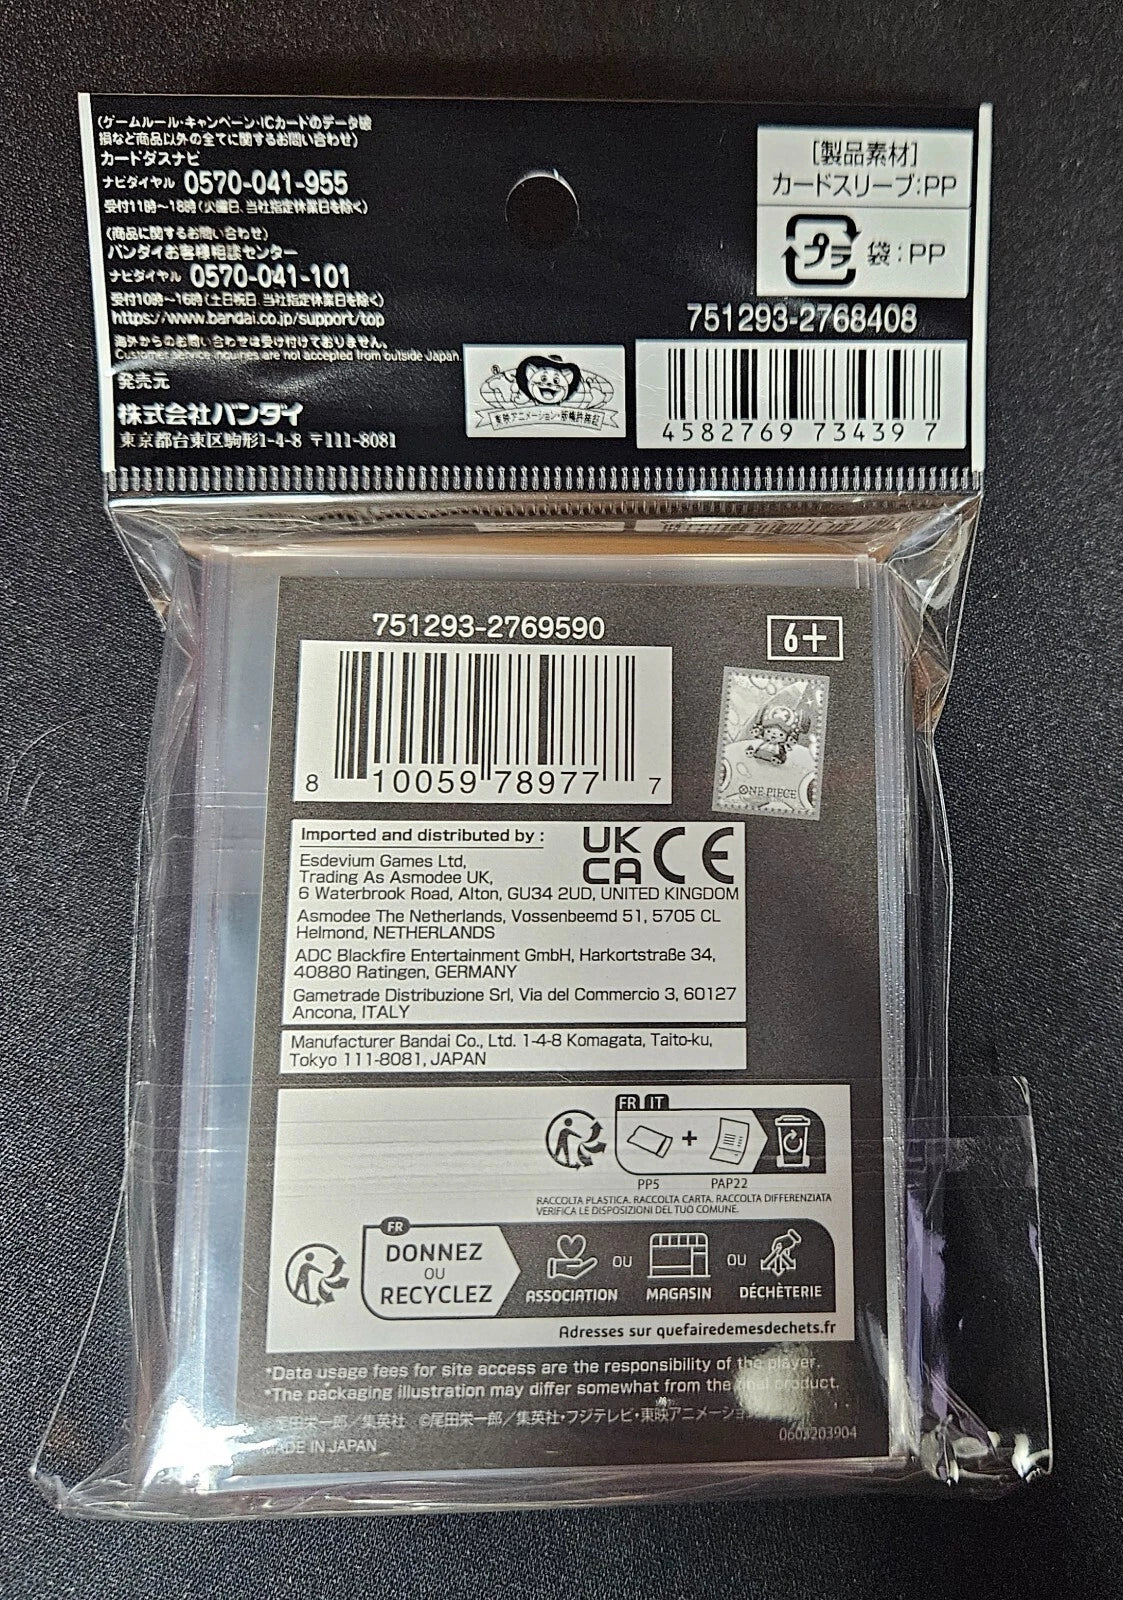 (ゲームルール・キャンペーン・ICカードのデータ破
損など商品以外の全てに関するお問い合わせ)
カードダスナビ
ナビダイヤル 0570-041-955
受付11時~18時(火曜日、当社指定休業日を除く)
(商品に関するお問い合わせ)
バンダイお客様相談センター
ナビダイヤル 0570-041-101
受付10時~16時(土日祝日、当社指定休業日を除く)
https://www.bandai.co.jp/support/top
海外からのお問い合わせは受け付けておりません。
Customer service inquiries are not accepted from outside Japan.
発売元
株式会社バンダイ
東京都台東区駒形1-4-8 〒111-8081
東映アニメーション・版権許諾証
[製品素材]
カードスリーブ:PP
プラ 袋:PP
751293-2768408
4582769 734397
751293-2769590
6+
8 10059 78977 7
ONE PIECE
Imported and distributed by :
UK
CA CE
Esdevium Games Ltd,
Trading As Asmodee UK,
6 Waterbrook Road, Alton, GU34 2UD, UNITED KINGDOM
Asmodee The Netherlands, Vossenbeemd 51, 5705 CL
Helmond, NETHERLANDS
ADC Blackfire Entertainment GmbH, Harkortstraße 34,
40880 Ratingen, GERMANY
Gametrade Distribuzione Srl, Via del Commercio 3, 60127
Ancona, ITALY
Manufacturer Bandai Co., Ltd. 1-4-8 Komagata, Taito-ku,
Tokyo 111-8081, JAPAN
FR IT
+
PP5 PAP22
RACCOLTA PLASTICA. RACCOLTA CARTA. RACCOLTA DIFFERENZIATA
VERIFICA LE DISPOSIZIONI DEL TUO COMUNE.
FR
DONNEZ
OU
RECYCLEZ
ASSOCIATION OU MAGASIN OU DÉCHÈTERIE
Adresses sur quefairedemesdechets.fr
*Data usage fees for site access are the responsibility of the player.
*The packaging illustration may differ somewhat from the final product.
©尾田栄一郎/集英社 ©尾田栄一郎/集英社・フジテレビ・東映アニメーション
0603203904
MADE IN JAPAN